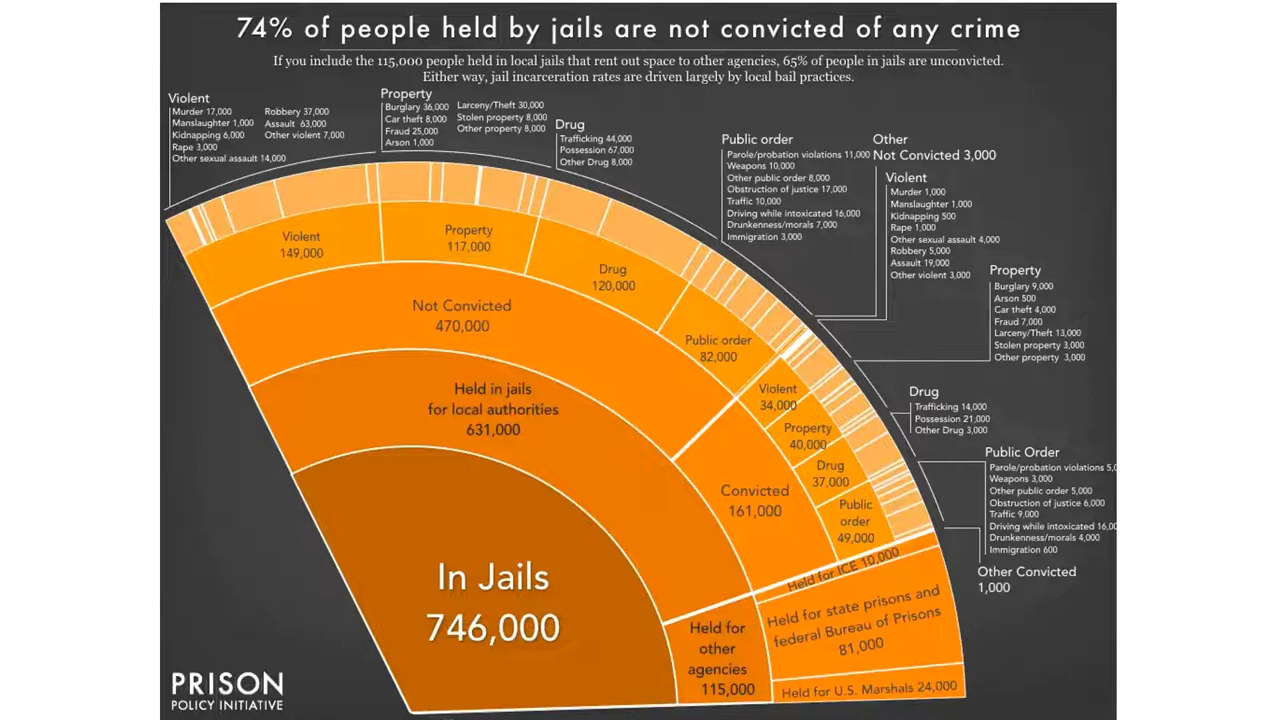 74% of people held by jails are not convicted of any crime
If you include the 115,000 people held in local jails that rent out space to other agencies, 65% of people in jails are unconvicted.
Either way, jail incarceration rates are driven largely by local bail practices.
Violent
Murder 17,000
Manslaughter 1,000
Kidnapping 6,000
Rape 3,000
Other sexual assault 14,000
Robbery 37,000
Assault 63,000
Other violent 7,000
Property
Burglary 36,000
Car theft 8,000
Fraud 25,000
Arson 1,000
Larceny/Theft 30,000
Stolen property 8,000
Other property 8,000
Drug
Trafficking 44,000
Possession 67,000
Other Drug 8,000
Public order
Parole/probation violations 11,000
Weapons 10,000
Other public order 8,000
Obstruction of justice 17,000
Traffic 10,000
Driving while intoxicated 16,000
Drunkenness/morals 7,000
Immigration 3,000
Other
Not Convicted 3,000
Violent
Murder 1,000
Manslaughter 1,000
Kidnapping 500
Rape 1,000
Other sexual assault 4,000
Robbery 5,000
Assault 19,000
Other violent 3,000
Property
Burglary 9,000
Arson 500
Car theft 4,000
Fraud 7,000
Larceny/Theft 13,000
Stolen property 3,000
Other property 3,000
Drug
Trafficking 14,000
Possession 21,000
Other Drug 3,000
Public Order
Parole/probation violations 5,0
Weapons 3,000
Other public order 5,000
Obstruction of justice 6,000
Traffic 9,000
Driving while intoxicated 16,00
Drunkenness/morals 4,000
Immigration 600
Other Convicted
1,000
Violent
149,000
Property
117,000
Drug
120,000
Public order
82,000
Not Convicted
470,000
Violent
34,000
Property
40,000
Drug
37,000
Public
order
49,000
Held in jails
for local authorities
631,000
Convicted
161,000
Held for ICE 10,000
Held for state prisons and
federal Bureau of Prisons
81,000
Held for U.S. Marshals 24,000
In Jails
746,000
Held for
other
agencies
115,000
PRISON
POLICY INITIATIVE